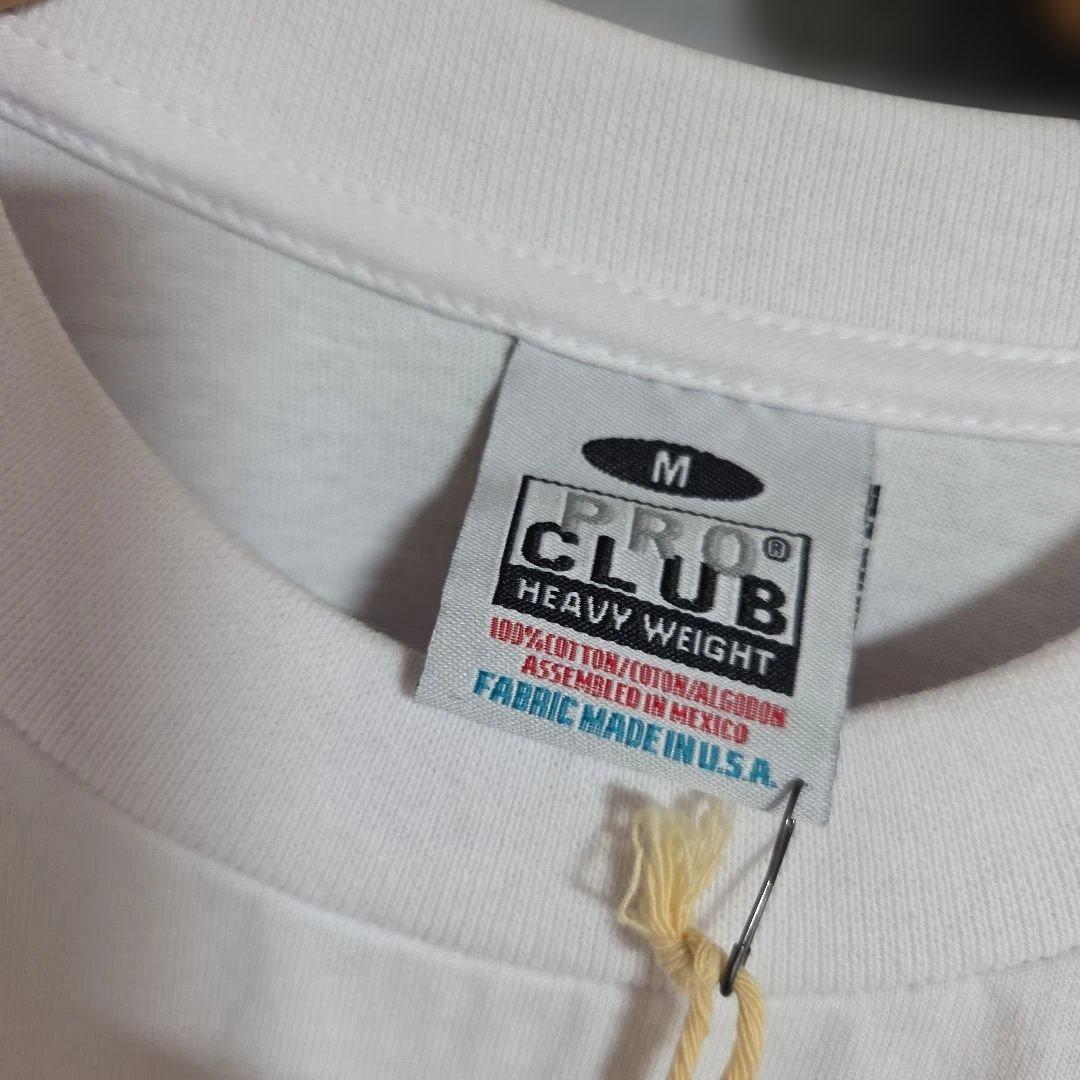 M
PRO®
CLUB
HEAVY WEIGHT
100% COTTON/COTON/ALGODON
ASSEMBLED IN MEXICO
FABRIC MADE IN U.S.A.